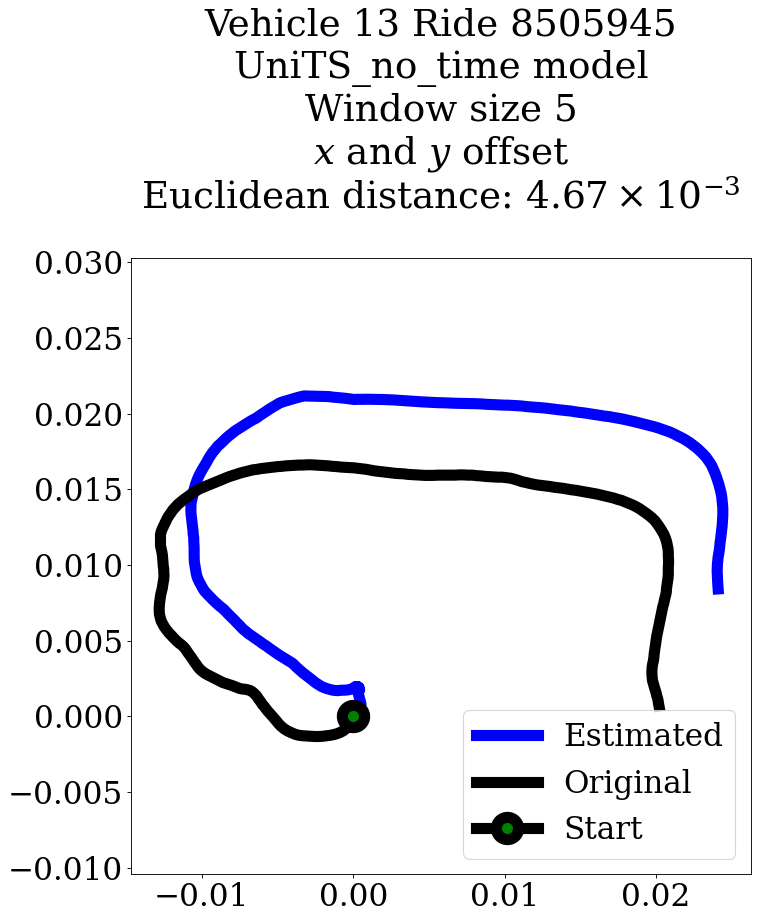 Vehicle 13 Ride 8505945
UniTS_no_time model
Window size 5
x and y offset
Euclidean distance: 4.67 × 10⁻³
0.030
0.025
0.020
0.015
0.010
0.005
0.000
−0.005
−0.010
−0.01 0.00 0.01 0.02
Estimated
Original
Start